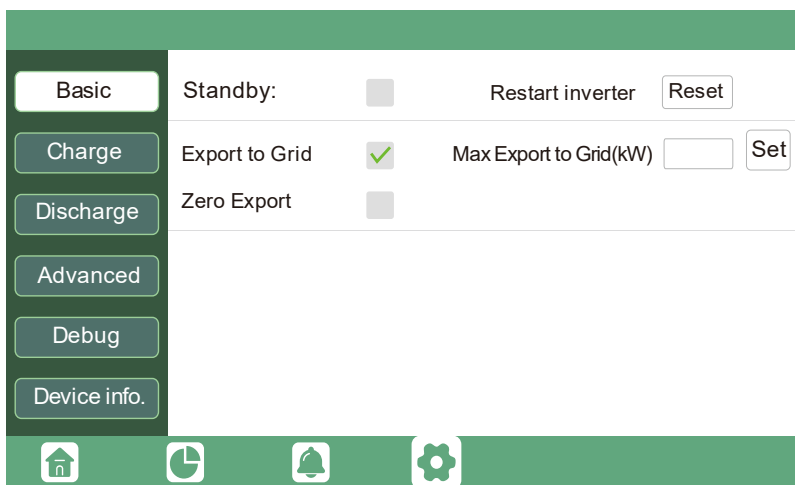 Basic
Standby:
Restart inverter
Reset
Charge
Export to Grid
Max Export to Grid(kW)
Set
Discharge
Zero Export
Advanced
Debug
Device info.